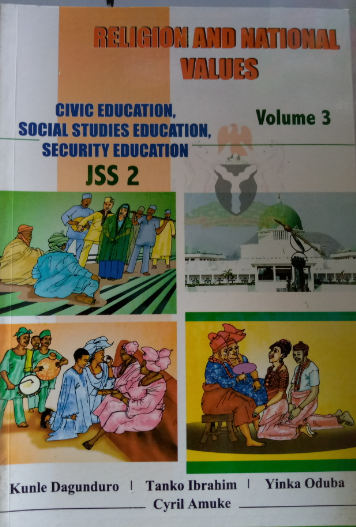 RELIGION AND NATIONAL
VALUES
CIVIC EDUCATION,
SOCIAL STUDIES EDUCATION,
SECURITY EDUCATION
Volume 3
JSS 2
Kunle Dagunduro | Tanko Ibrahim | Yinka Oduba
Cyril Amuke